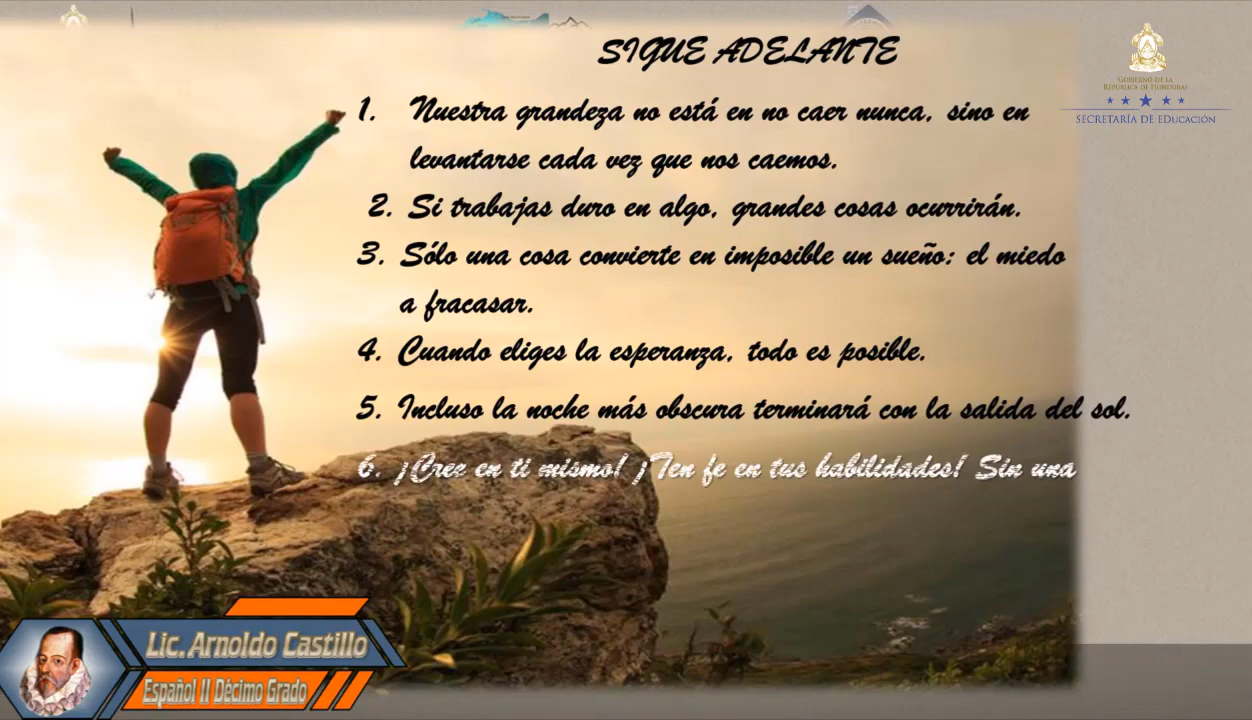 SIGUE ADELANTE
1. Nuestra grandeza no está en no caer nunca, sino en
levantarse cada vez que nos caemos.
2. Si trabajas duro en algo, grandes cosas ocurrirán.
3. Sólo una cosa convierte en imposible un sueño: el miedo
a fracasar.
4. Cuando eliges la esperanza, todo es posible.
5. Incluso la noche más obscura terminará con la salida del sol.
6. ¡Cree en ti mismo! ¡Ten fe en tus habilidades! Sin una
GOBIERNO DE LA
REPÚBLICA DE HONDURAS
SECRETARÍA DE EDUCACIÓN
Lic. Arnoldo Castillo
Español II Décimo Grado